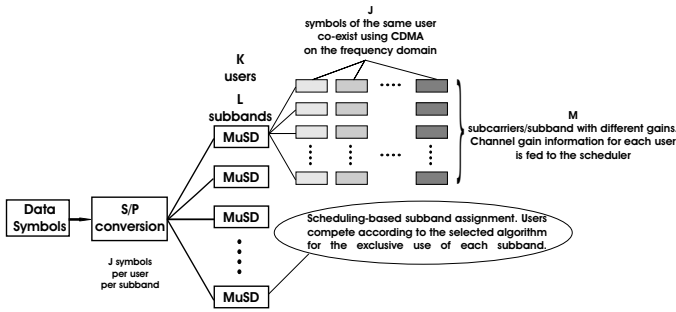 J
symbols of the same user
co-exist using CDMA
on the frequency domain
K
users
L
subbands
MuSD
MuSD
MuSD
MuSD
M
subcarriers/subband with different gains.
Channel gain information for each user
is fed to the scheduler
Data
Symbols
S/P
conversion
J symbols
per user
per subband
Scheduling-based subband assignment. Users
compete according to the selected algorithm
for the exclusive use of each subband.